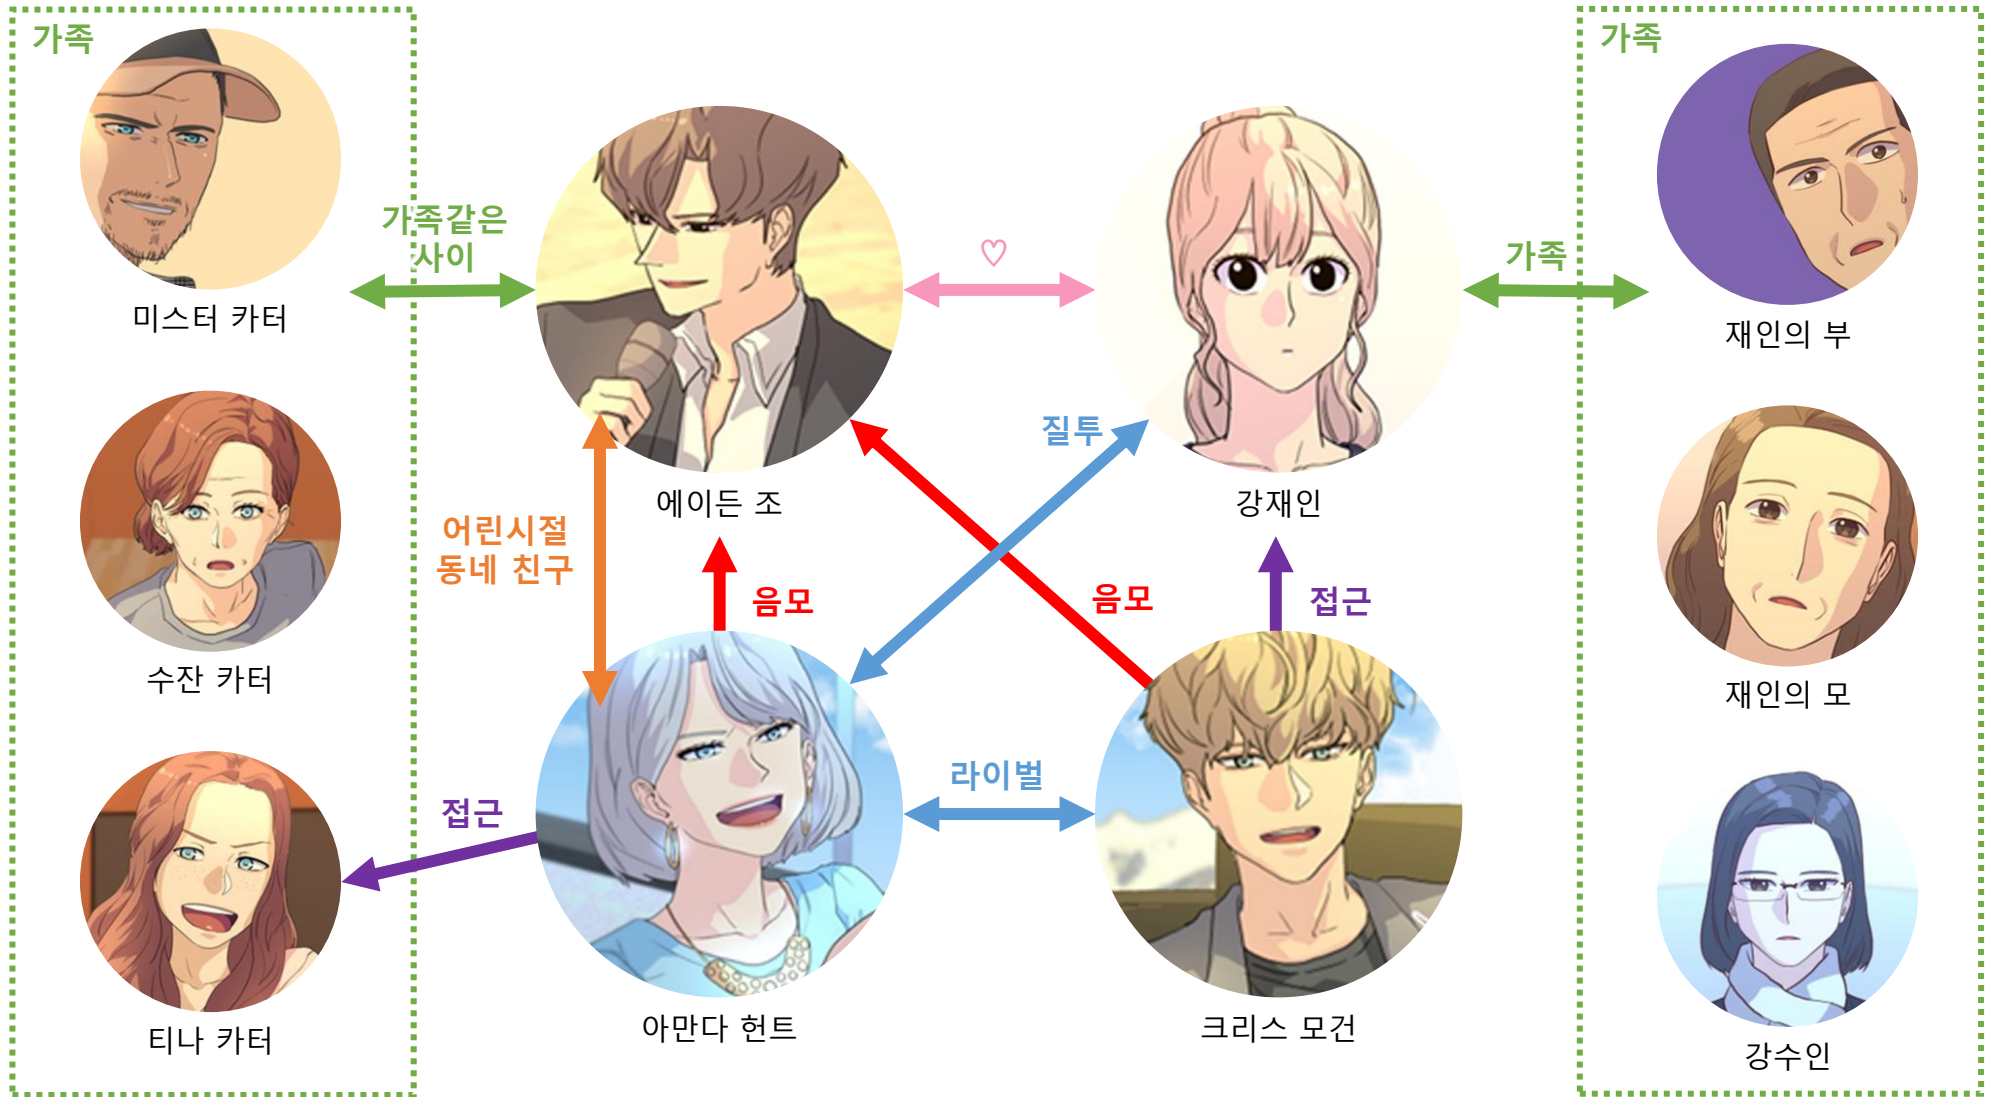 가족
가족
미스터 카터
가족같은
사이
♡
가족
재인의 부
에이든 조
강재인
질투
어린시절
동네 친구
음모
음모
접근
수잔 카터
재인의 모
접근
라이벌
티나 카터
아만다 헌트
크리스 모건
강수인